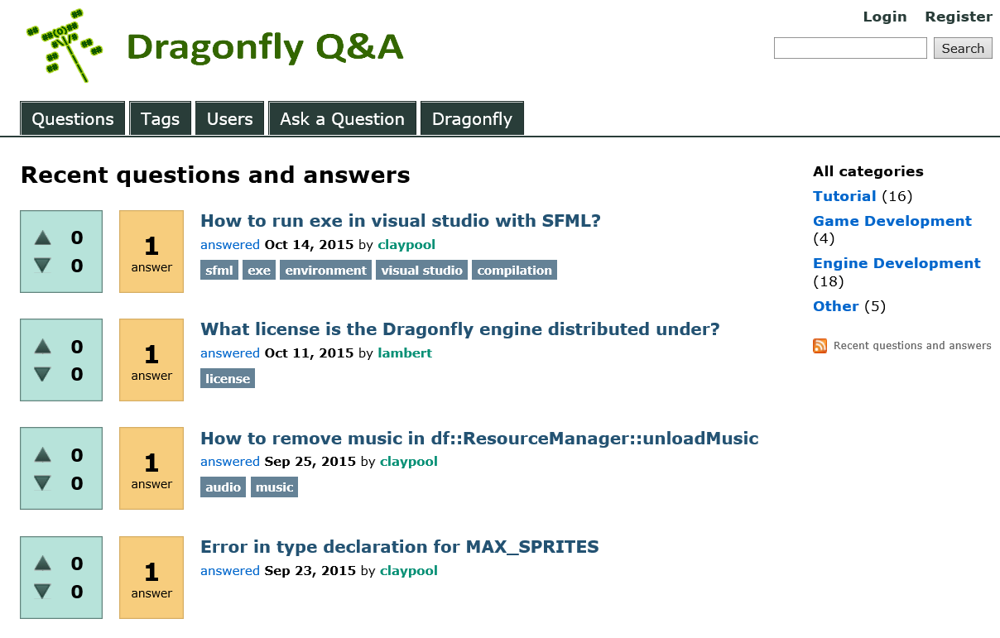 Login Register
Dragonfly Q&A
Search
Questions Tags Users Ask a Question Dragonfly
Recent questions and answers
0
0
1
answer
How to run exe in visual studio with SFML?
answered Oct 14, 2015 by claypool
sfml exe environment visual studio compilation
0
0
1
answer
What license is the Dragonfly engine distributed under?
answered Oct 11, 2015 by lambert
license
0
0
1
answer
How to remove music in df::ResourceManager::unloadMusic
answered Sep 25, 2015 by claypool
audio music
0
0
1
answer
Error in type declaration for MAX_SPRITES
answered Sep 23, 2015 by claypool
All categories
Tutorial (16)
Game Development
(4)
Engine Development
(18)
Other (5)
Recent questions and answers